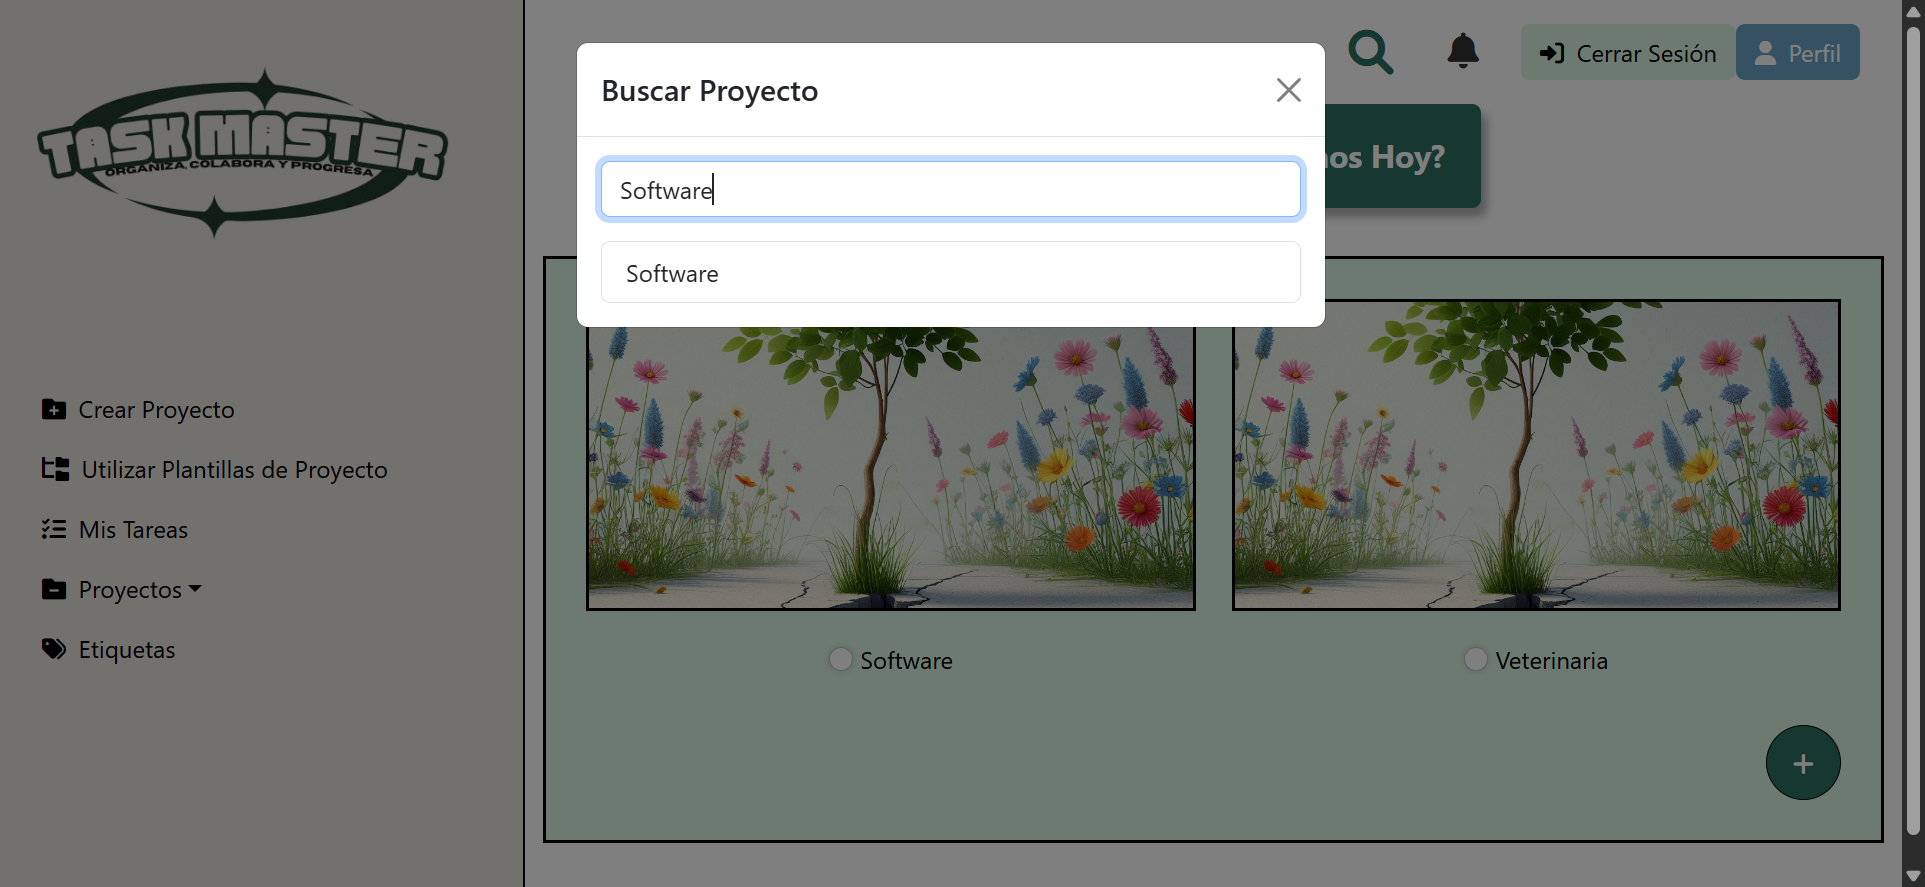 TASK MASTER
ORGANIZA, COLABORA Y PROGRESA
Crear Proyecto
Utilizar Plantillas de Proyecto
Mis Tareas
Proyectos
Etiquetas
Cerrar Sesión
Perfil
Buscar Proyecto
Software
Software
Hoy?
Software
Veterinaria